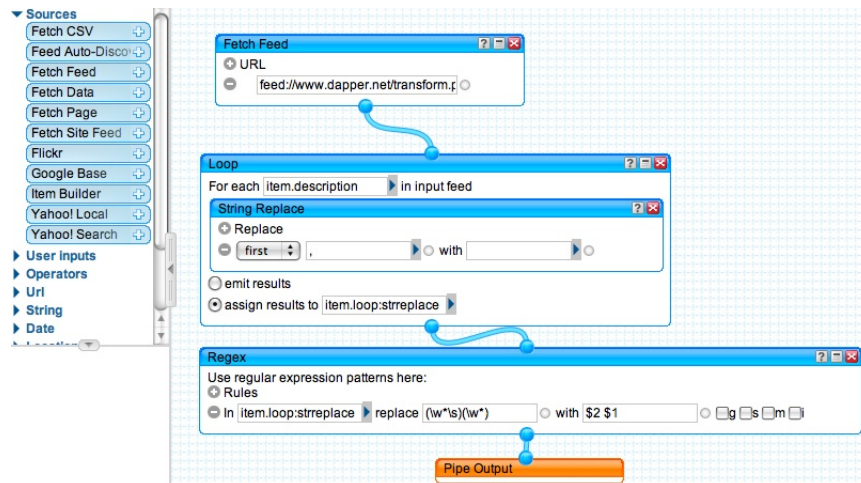 Sources
Fetch CSV
Feed Auto-Disco
Fetch Feed
Fetch Data
Fetch Page
Fetch Site Feed
Flickr
Google Base
Item Builder
Yahoo! Local
Yahoo! Search
User inputs
Operators
Url
String
Date
Fetch Feed
URL
feed://www.dapper.net/transform.p
Loop
For each item.description in input feed
String Replace
Replace
first , with
emit results
assign results to item.loop:strreplace
Regex
Use regular expression patterns here:
Rules
In item.loop:strreplace replace (\w*\s)(\w*) with $2 $1 g s m i
Pipe Output